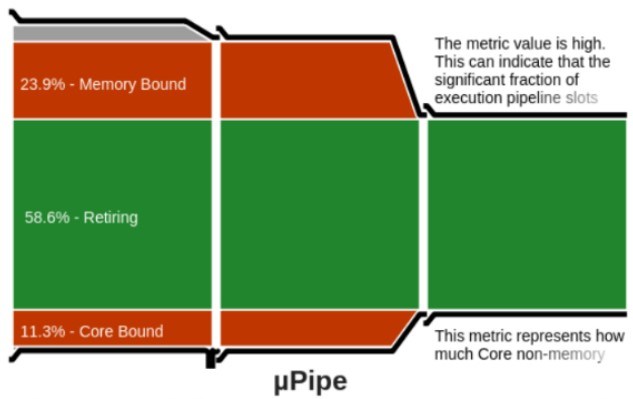 The metric value is high.
This can indicate that the
significant fraction of
execution pipeline slots
23.9% - Memory Bound
58.6% - Retiring
11.3% - Core Bound
This metric represents how
much Core non-memory
µPipe